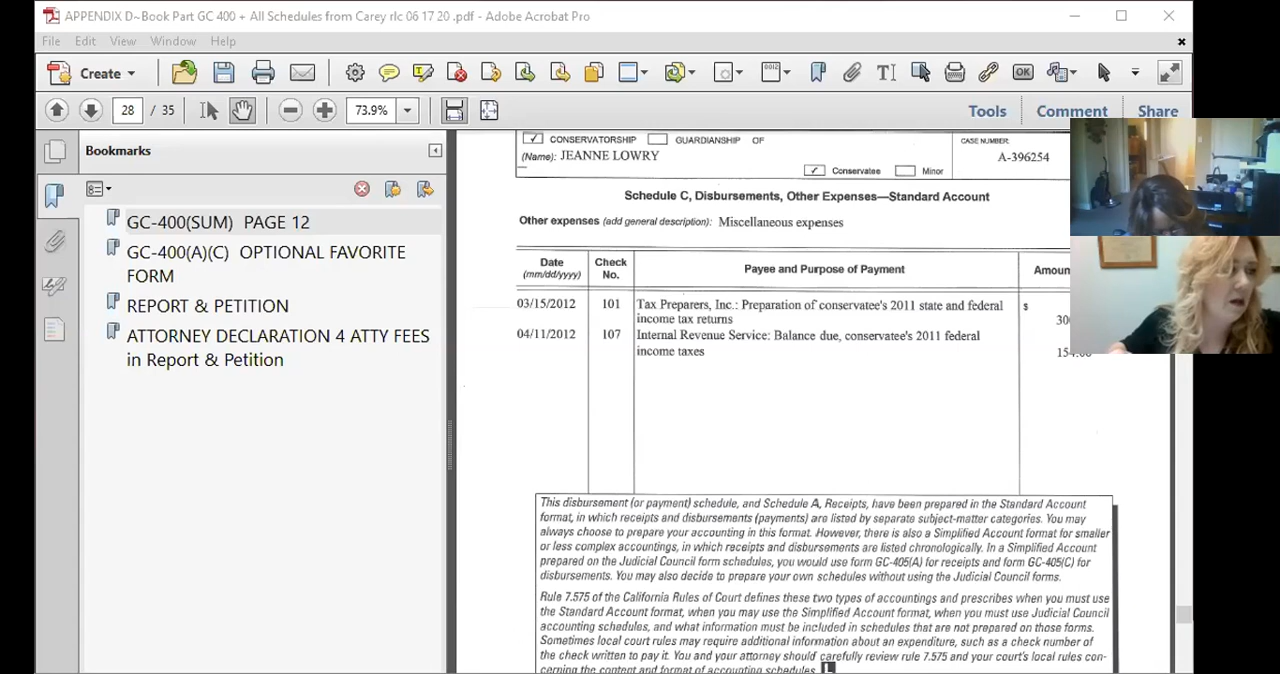 APPENDIX D~Book Part GC 400 + All Schedules from Carey rlc 06 17 20 .pdf - Adobe Acrobat Pro
File Edit View Window Help
Create
OK
28 / 35
73.9%
Tools Comment Share
Bookmarks
GC-400(SUM) PAGE 12
GC-400(A)(C) OPTIONAL FAVORITE
FORM
REPORT & PETITION
ATTORNEY DECLARATION 4 ATTY FEES
in Report & Petition
CONSERVATORSHIP GUARDIANSHIP OF
(Name): JEANNE LOWRY
CASE NUMBER:
A-396254
Conservatee Minor
Schedule C, Disbursements, Other Expenses—Standard Account
Other expenses (add general description): Miscellaneous expenses
Date
(mm/dd/yyyy)
Check
No.
Payee and Purpose of Payment
03/15/2012 101 Tax Preparers, Inc.: Preparation of conservatee's 2011 state and federal $
income tax returns
04/11/2012 107 Internal Revenue Service: Balance due, conservatee's 2011 federal
income taxes
This disbursement (or payment) schedule, and Schedule A, Receipts, have been prepared in the Standard Account
format, in which receipts and disbursements (payments) are listed by separate subject-matter categories. You may
always choose to prepare your accounting in this format. However, there is also a Simplified Account format for smaller
or less complex accountings, in which receipts and disbursements are listed chronologically. In a Simplified Account
prepared on the Judicial Council form schedules, you would use form GC-405(A) for receipts and form GC-405(C) for
disbursements. You may also decide to prepare your own schedules without using the Judicial Council forms.
Rule 7.575 of the California Rules of Court defines these two types of accountings and prescribes when you must use
the Standard Account format, when you may use the Simplified Account format, when you must use Judicial Council
accounting schedules, and what information must be included in schedules that are not prepared on those forms.
Sometimes local court rules may require additional information about an expenditure, such as a check number of
the check written to pay it. You and your attorney should carefully review rule 7.575 and your court's local rules con-
cerning the content and format of accounting schedules.